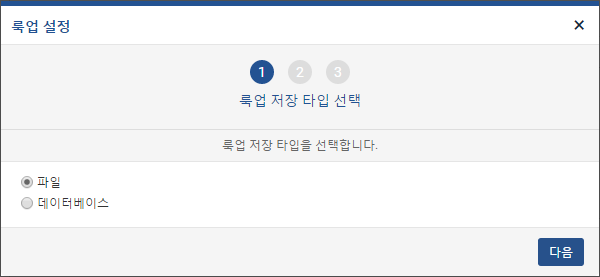 룩업 설정
×
1 2 3
룩업 저장 타입 선택
룩업 저장 타입을 선택합니다.
파일
데이터베이스
다음